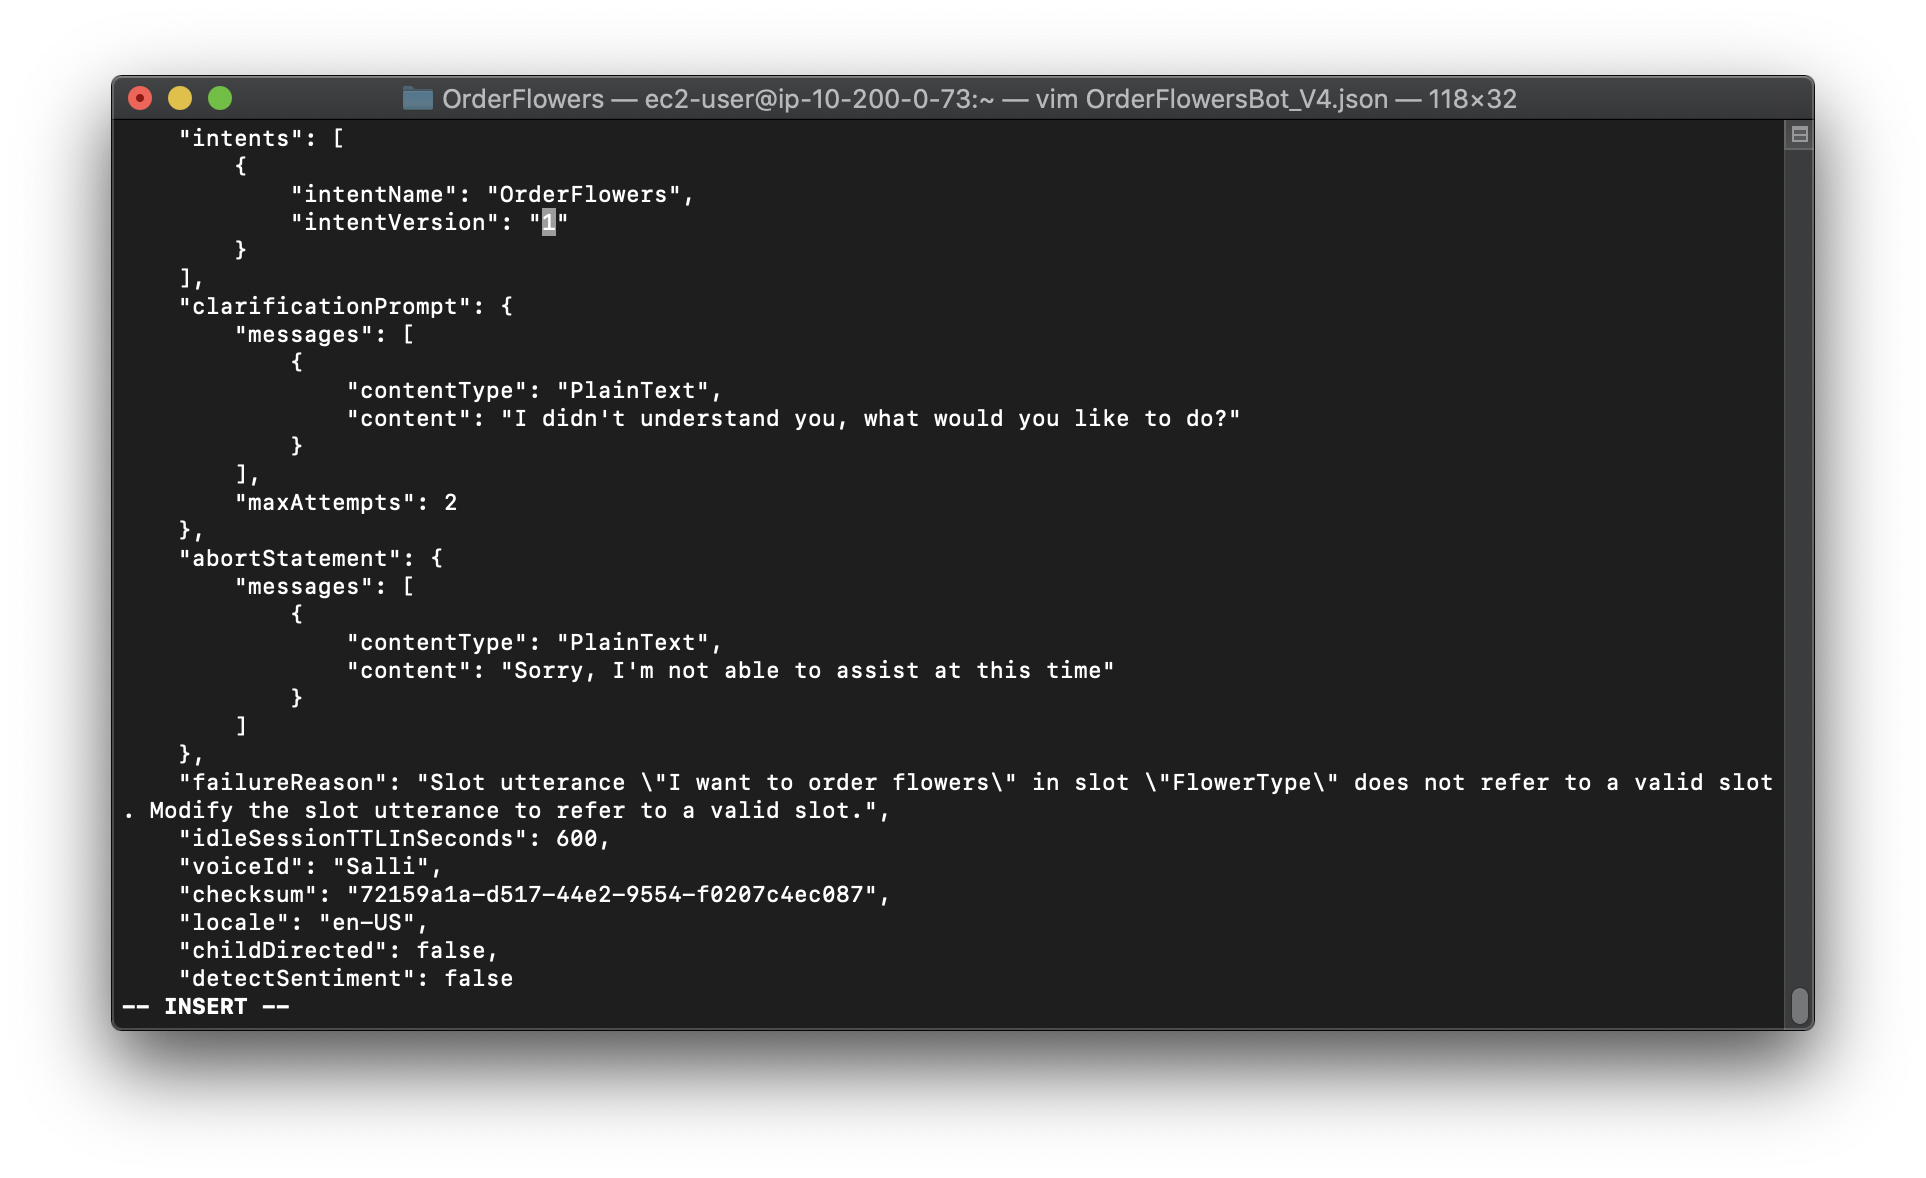 OrderFlowers — ec2-user@ip-10-200-0-73:~ — vim OrderFlowersBot_V4.json — 118×32
    "intents": [
        {
            "intentName": "OrderFlowers",
            "intentVersion": "1"
        }
    ],
    "clarificationPrompt": {
        "messages": [
            {
                "contentType": "PlainText",
                "content": "I didn't understand you, what would you like to do?"
            }
        ],
        "maxAttempts": 2
    },
    "abortStatement": {
        "messages": [
            {
                "contentType": "PlainText",
                "content": "Sorry, I'm not able to assist at this time"
            }
        ]
    },
    "failureReason": "Slot utterance \"I want to order flowers\" in slot \"FlowerType\" does not refer to a valid slot
. Modify the slot utterance to refer to a valid slot.",
    "idleSessionTTLInSeconds": 600,
    "voiceId": "Salli",
    "checksum": "72159a1a-d517-44e2-9554-f0207c4ec087",
    "locale": "en-US",
    "childDirected": false,
    "detectSentiment": false
-- INSERT --